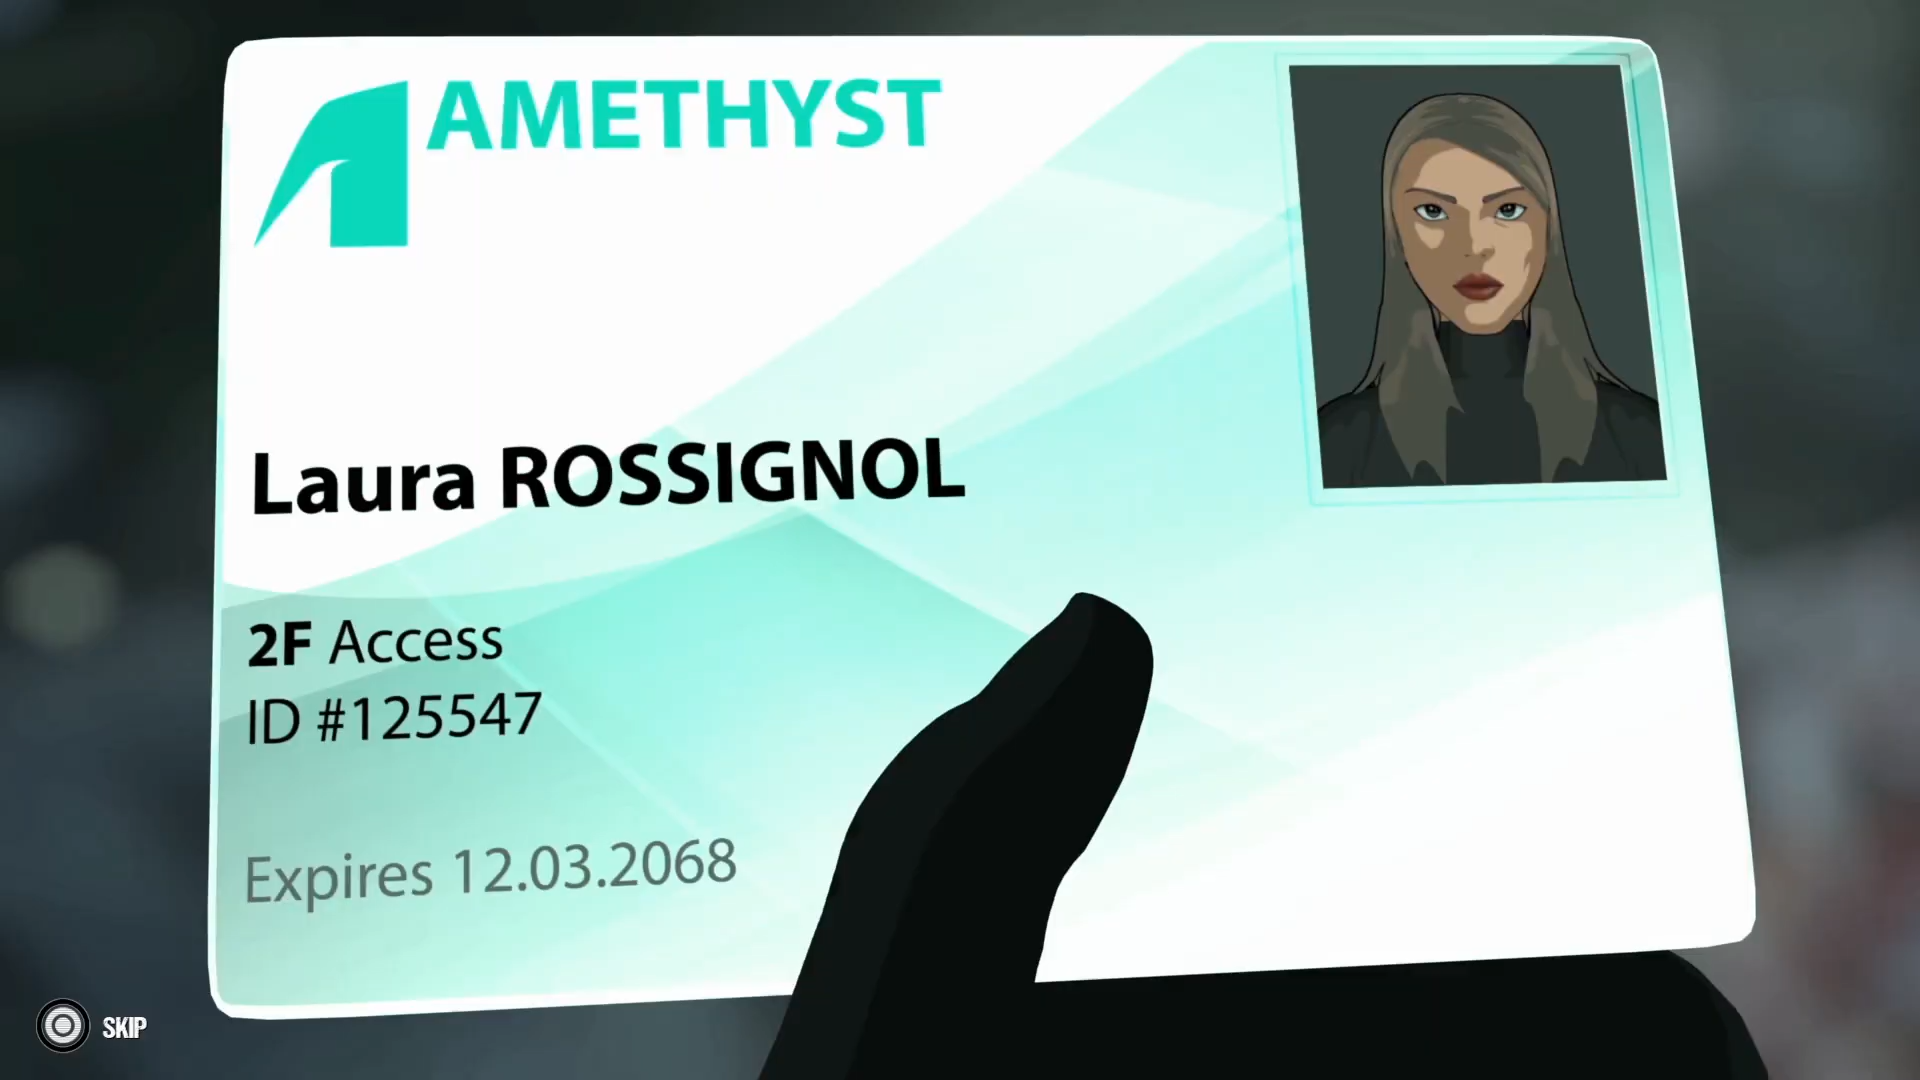 AMETHYST
Laura ROSSIGNOL
2F Access
ID #125547
Expires 12.03.2068
SKIP